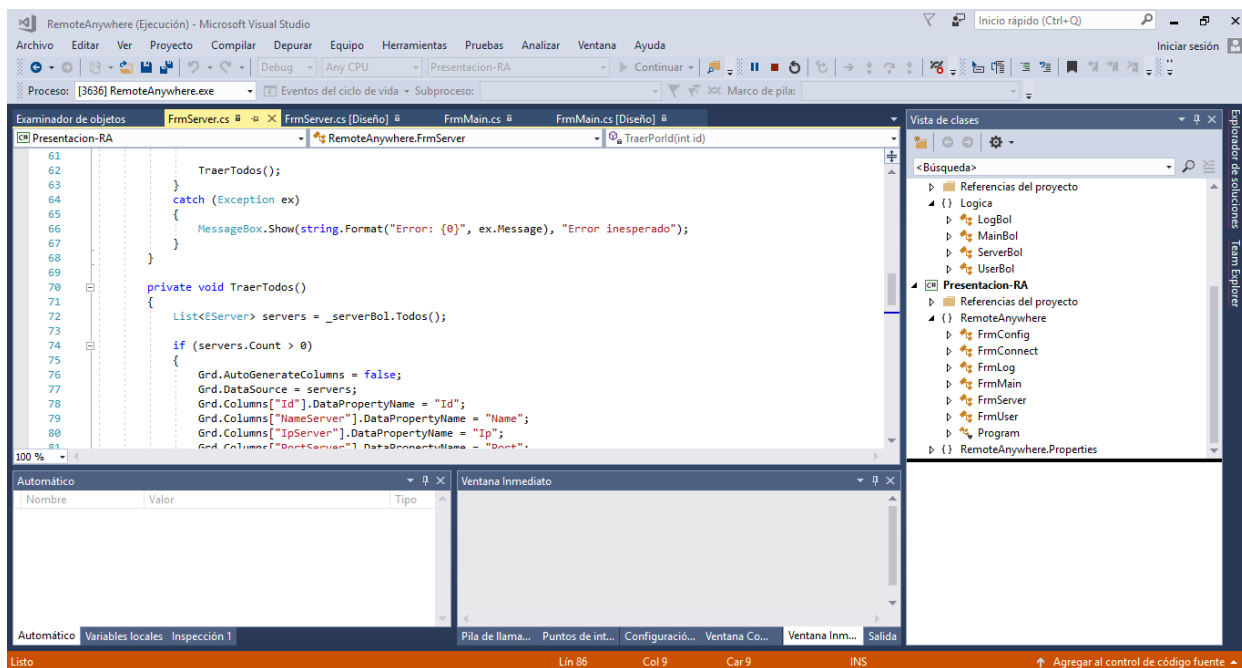 RemoteAnywhere (Ejecución) - Microsoft Visual Studio
Inicio rápido (Ctrl+Q)
Archivo Editar Ver Proyecto Compilar Depurar Equipo Herramientas Pruebas Analizar Ventana Ayuda
Iniciar sesión
Debug Any CPU Presentacion-RA Continuar
Proceso: [3636] RemoteAnywhere.exe Eventos del ciclo de vida Subproceso: Marco de pila:
Examinador de objetos FrmServer.cs FrmServer.cs [Diseño] FrmMain.cs FrmMain.cs [Diseño]
C# Presentacion-RA RemoteAnywhere.FrmServer TraerPorId(int id)
61
62 TraerTodos();
63 }
64 catch (Exception ex)
65 {
66 MessageBox.Show(string.Format("Error: {0}", ex.Message), "Error inesperado");
67 }
68 }
69
70 private void TraerTodos()
71 {
72 List<EServer> servers = _serverBol.Todos();
73
74 if (servers.Count > 0)
75 {
76 Grd.AutoGenerateColumns = false;
77 Grd.DataSource = servers;
78 Grd.Columns["Id"].DataPropertyName = "Id";
79 Grd.Columns["NameServer"].DataPropertyName = "Name";
80 Grd.Columns["IpServer"].DataPropertyName = "Ip";
81 Grd.Columns["PortServer"].DataPropertyName = "Port";
100 %
Vista de clases
<Búsqueda>
Referencias del proyecto
{} Logica
LogBol
MainBol
ServerBol
UserBol
C# Presentacion-RA
Referencias del proyecto
{} RemoteAnywhere
FrmConfig
FrmConnect
FrmLog
FrmMain
FrmServer
FrmUser
Program
{} RemoteAnywhere.Properties
Explorador de soluciones
Team Explorer
Automático
Nombre Valor Tipo
Automático Variables locales Inspección 1
Ventana Inmediato
Pila de llama... Puntos de int... Configuració... Ventana Co... Ventana Inm... Salida
Listo Lín 86 Col 9 Car 9 INS Agregar al control de código fuente